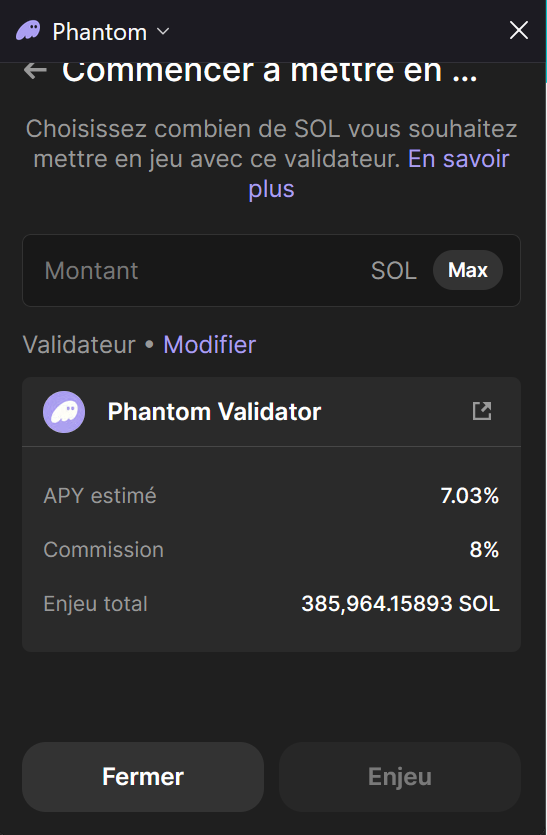 Phantom
Commencer à mettre en ...
Choisissez combien de SOL vous souhaitez
mettre en jeu avec ce validateur. En savoir
plus
Montant SOL Max
Validateur • Modifier
Phantom Validator
APY estimé 7.03%
Commission 8%
Enjeu total 385,964.15893 SOL
Fermer Enjeu